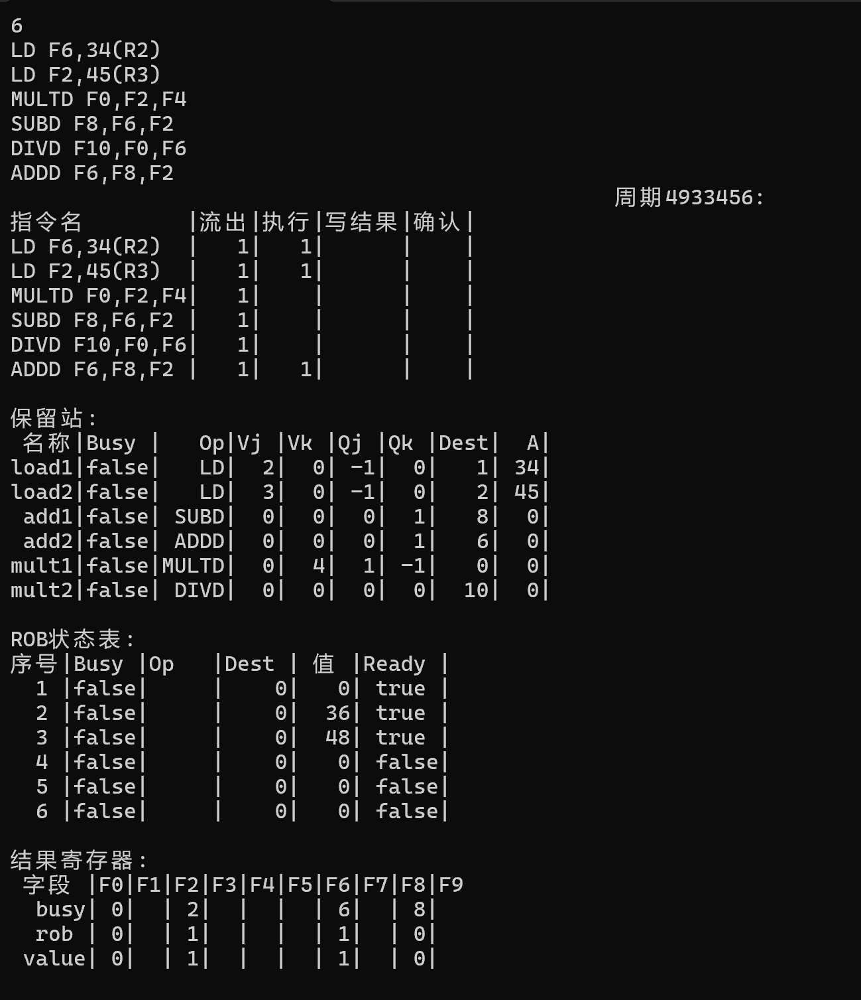 6
LD F6,34(R2)
LD F2,45(R3)
MULTD F0,F2,F4
SUBD F8,F6,F2
DIVD F10,F0,F6
ADDD F6,F8,F2
周期4933456:
指令名        |流出|执行|写结果|确认|
LD F6,34(R2)  |   1|   1|      |    |
LD F2,45(R3)  |   1|   1|      |    |
MULTD F0,F2,F4|   1|    |      |    |
SUBD F8,F6,F2 |   1|    |      |    |
DIVD F10,F0,F6|   1|    |      |    |
ADDD F6,F8,F2 |   1|   1|      |    |
保留站:
 名称|Busy |   Op|Vj |Vk |Qj |Qk |Dest|  A|
load1|false|   LD|  2|  0| -1|  0|   1| 34|
load2|false|   LD|  3|  0| -1|  0|   2| 45|
 add1|false| SUBD|  0|  0|  0|  1|   8|  0|
 add2|false| ADDD|  0|  0|  0|  1|   6|  0|
mult1|false|MULTD|  0|  4|  1| -1|   0|  0|
mult2|false| DIVD|  0|  0|  0|  0|  10|  0|
ROB状态表:
序号|Busy |Op   |Dest | 值 |Ready |
  1 |false|     |    0|   0| true |
  2 |false|     |    0|  36| true |
  3 |false|     |    0|  48| true |
  4 |false|     |    0|   0| false|
  5 |false|     |    0|   0| false|
  6 |false|     |    0|   0| false|
结果寄存器:
 字段 |F0|F1|F2|F3|F4|F5|F6|F7|F8|F9
  busy| 0|  | 2|  |  |  | 6|  | 8|
  rob | 0|  | 1|  |  |  | 1|  | 0|
 value| 0|  | 1|  |  |  | 1|  | 0|